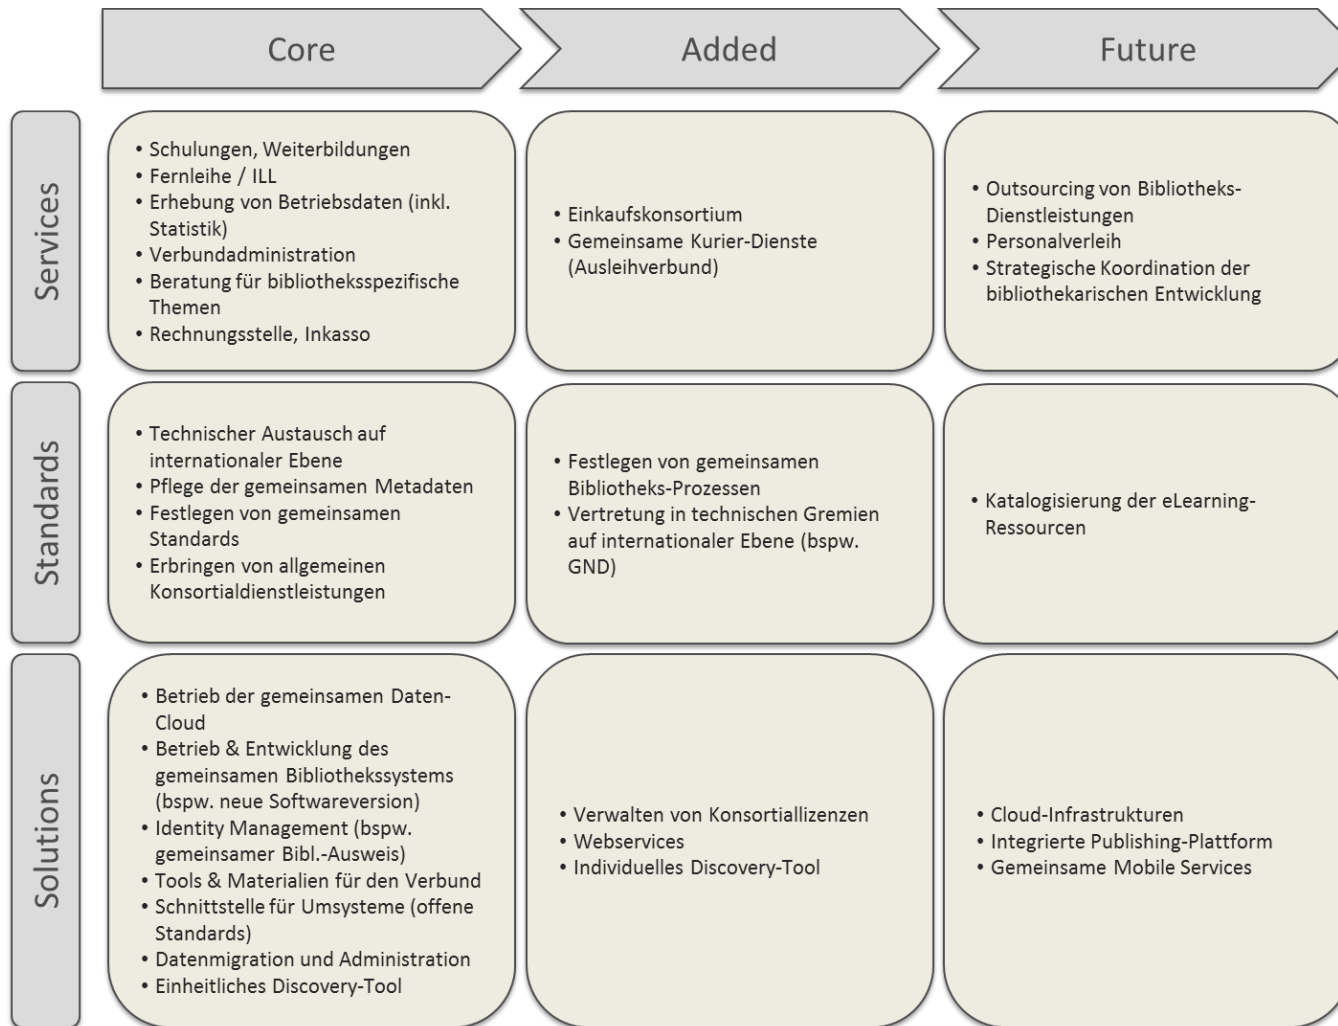 Core
Added
Future
Services
• Schulungen, Weiterbildungen
• Fernleihe / ILL
• Erhebung von Betriebsdaten (inkl.
Statistik)
• Verbundadministration
• Beratung für bibliotheksspezifische
Themen
• Rechnungsstelle, Inkasso
• Einkaufskonsortium
• Gemeinsame Kurier-Dienste
(Ausleihverbund)
• Outsourcing von Bibliotheks-
Dienstleistungen
• Personalverleih
• Strategische Koordination der
bibliothekarischen Entwicklung
Standards
• Technischer Austausch auf
internationaler Ebene
• Pflege der gemeinsamen Metadaten
• Festlegen von gemeinsamen
Standards
• Erbringen von allgemeinen
Konsortialdienstleistungen
• Festlegen von gemeinsamen
Bibliotheks-Prozessen
• Vertretung in technischen Gremien
auf internationaler Ebene (bspw.
GND)
• Katalogisierung der eLearning-
Ressourcen
Solutions
• Betrieb der gemeinsamen Daten-
Cloud
• Betrieb & Entwicklung des
gemeinsamen Bibliothekssystems
(bspw. neue Softwareversion)
• Identity Management (bspw.
gemeinsamer Bibl.-Ausweis)
• Tools & Materialien für den Verbund
• Schnittstelle für Umsysteme (offene
Standards)
• Datenmigration und Administration
• Einheitliches Discovery-Tool
• Verwalten von Konsortiallizenzen
• Webservices
• Individuelles Discovery-Tool
• Cloud-Infrastrukturen
• Integrierte Publishing-Plattform
• Gemeinsame Mobile Services